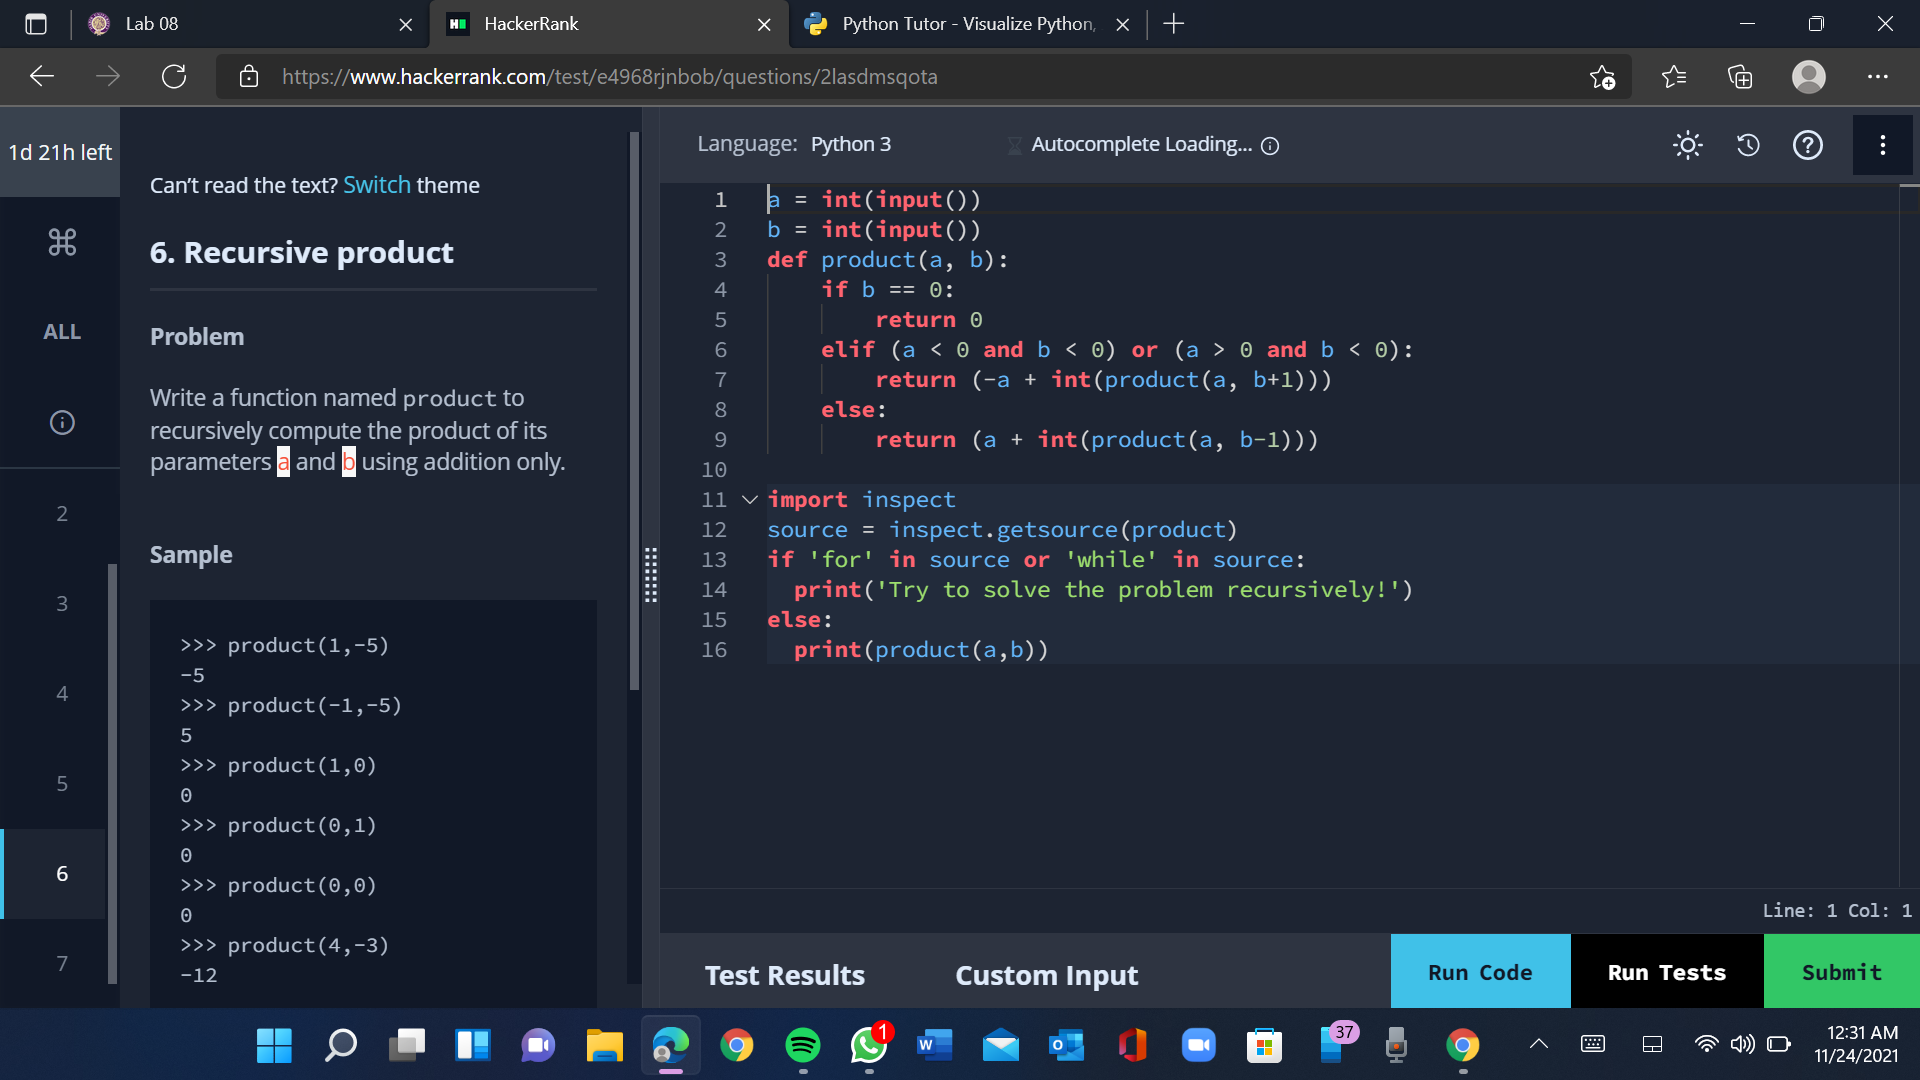 Lab 08
HackerRank
Python Tutor - Visualize Python,
https://www.hackerrank.com/test/e4968rjnbob/questions/2lasdmsqota
1d 21h left
ALL
2
3
4
5
6
7
Can't read the text? Switch theme
6. Recursive product
Problem
Write a function named product to
recursively compute the product of its
parameters a and b using addition only.
Sample
>>> product(1,-5)
-5
>>> product(-1,-5)
5
>>> product(1,0)
0
>>> product(0,1)
0
>>> product(0,0)
0
>>> product(4,-3)
-12
Language: Python 3
Autocomplete Loading...
1 a = int(input())
2 b = int(input())
3 def product(a, b):
4     if b == 0:
5         return 0
6     elif (a < 0 and b < 0) or (a > 0 and b < 0):
7         return (-a + int(product(a, b+1)))
8     else:
9         return (a + int(product(a, b-1)))
10
11 import inspect
12 source = inspect.getsource(product)
13 if 'for' in source or 'while' in source:
14   print('Try to solve the problem recursively!')
15 else:
16   print(product(a,b))
Line: 1 Col: 1
Test Results
Custom Input
Run Code
Run Tests
Submit
1
37
12:31 AM
11/24/2021